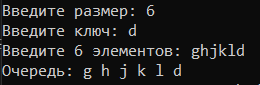 Введите размер: 6
Введите ключ: d
Введите 6 элементов: ghjkld
Очередь: g h j k l d